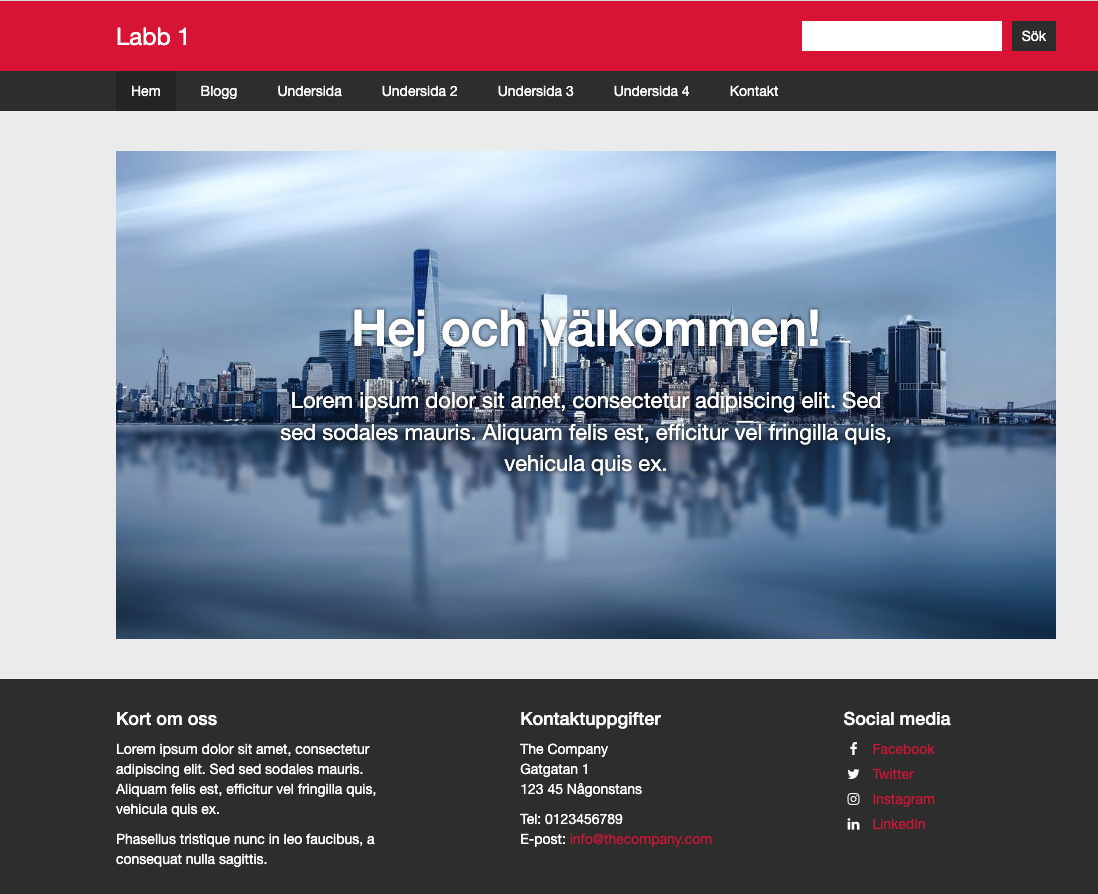 Labb 1
Sök
Hem Blogg Undersida Undersida 2 Undersida 3 Undersida 4 Kontakt
Hej och välkommen!
Lorem ipsum dolor sit amet, consectetur adipiscing elit. Sed
sed sodales mauris. Aliquam felis est, efficitur vel fringilla quis,
vehicula quis ex.
Kort om oss
Lorem ipsum dolor sit amet, consectetur
adipiscing elit. Sed sed sodales mauris.
Aliquam felis est, efficitur vel fringilla quis,
vehicula quis ex.
Phasellus tristique nunc in leo faucibus, a
consequat nulla sagittis.
Kontaktuppgifter
The Company
Gatgatan 1
123 45 Någonstans
Tel: 0123456789
E-post: info@thecompany.com
Social media
Facebook
Twitter
Instagram
LinkedIn